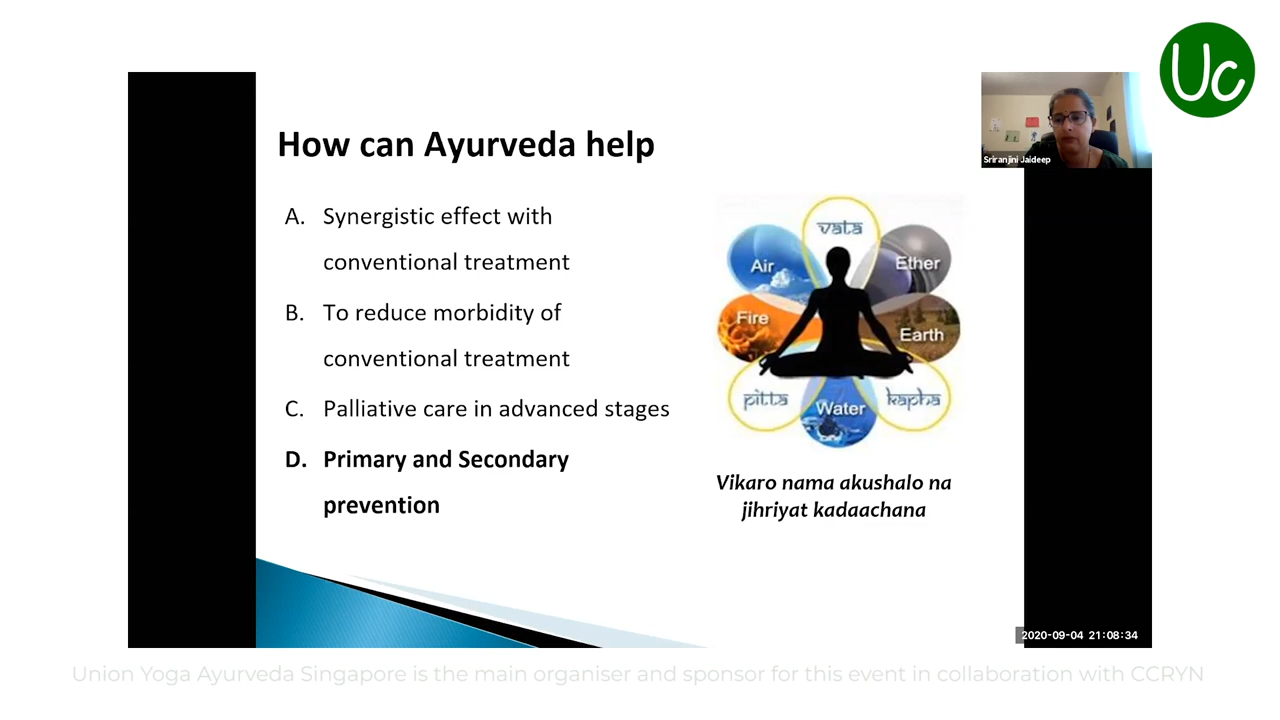 Uc
How can Ayurveda help
Sriranjini Jaideep
A. Synergistic effect with
conventional treatment
B. To reduce morbidity of
conventional treatment
C. Palliative care in advanced stages
D. Primary and Secondary
prevention
vata
Air
Ether
Fire
Earth
pitta
Water
kapha
Vikaro nama akushalo na
jihriyat kadaachana
2020-09-04 21:08:34
Union Yoga Ayurveda Singapore is the main organiser and sponsor for this event in collaboration with CCRYN